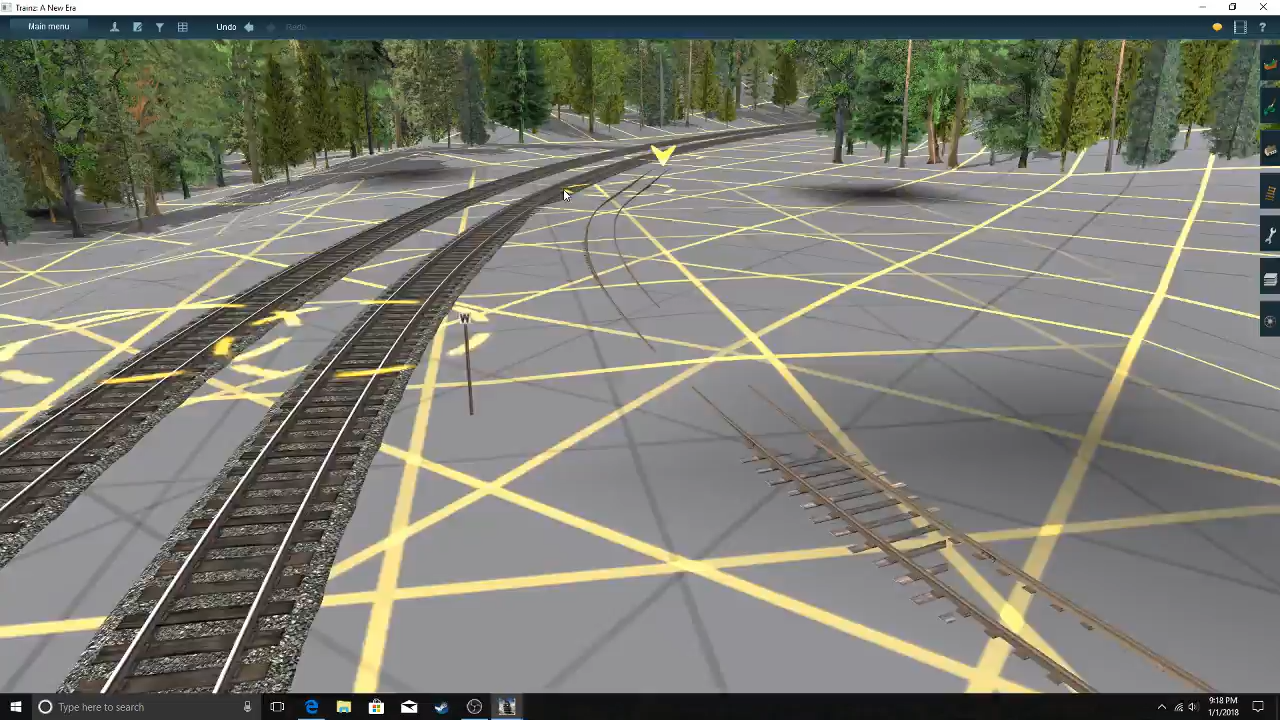 Trainz: A New Era
Main menu
Undo
Redo
W
Type here to search
9:18 PM
1/1/2018